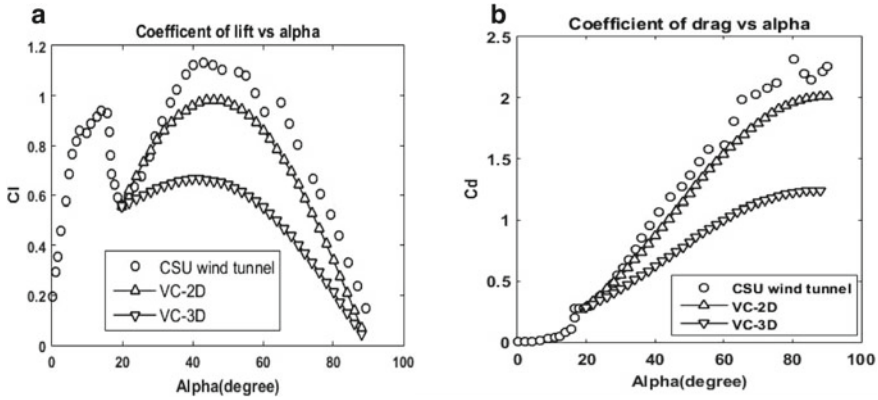 a
Coefficent of lift vs alpha
1.2
1
0.8
0.6
0.4
0.2
0
Cl
CSU wind tunnel
VC-2D
VC-3D
0 20 40 60 80 100
Alpha(degree)
b
Coefficient of drag vs alpha
2.5
2
1.5
1
0.5
0
Cd
CSU wind tunnel
VC-2D
VC-3D
0 20 40 60 80 100
Alpha(degree)